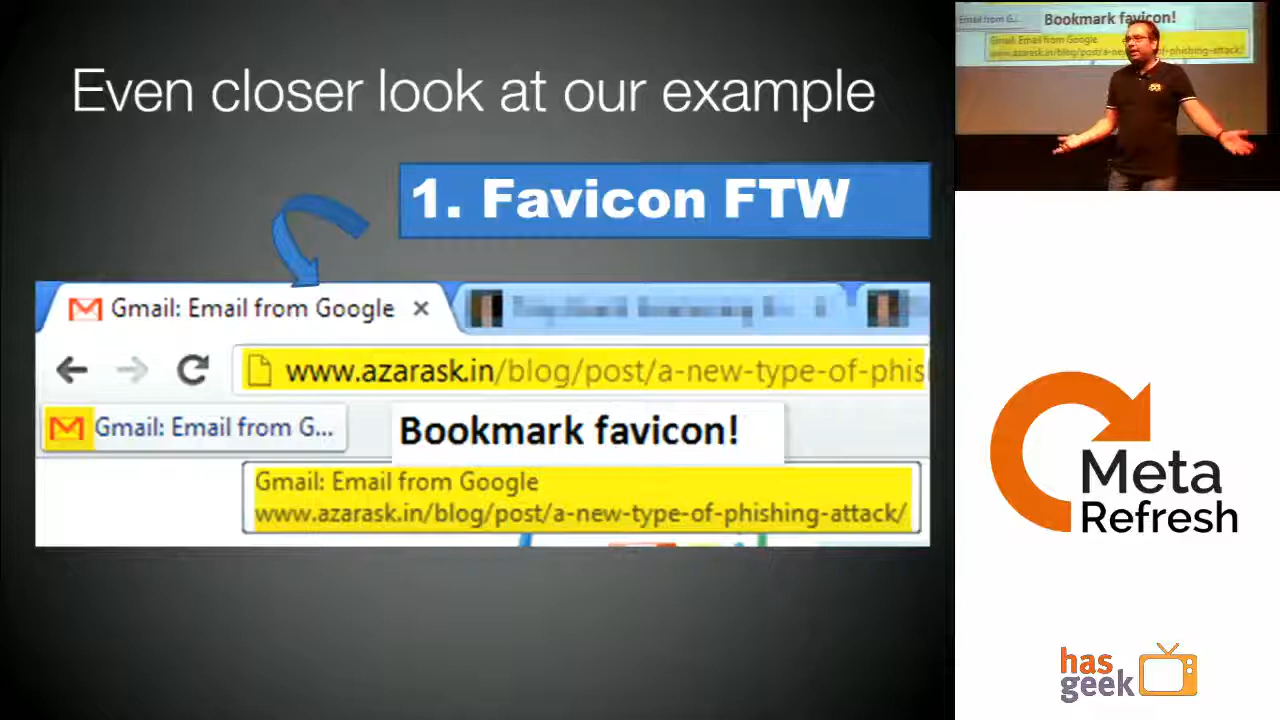 Even closer look at our example
1. Favicon FTW
Gmail: Email from Google
www.azarask.in/blog/post/a-new-type-of-phis
Gmail: Email from G...
Bookmark favicon!
Gmail: Email from Google
www.azarask.in/blog/post/a-new-type-of-phishing-attack/
Email from G...
Bookmark favicon!
Gmail: Email from Google
www.azarask.in/blog/post/a-new-type-of-phishing-attack/
Meta
Refresh
has
geek